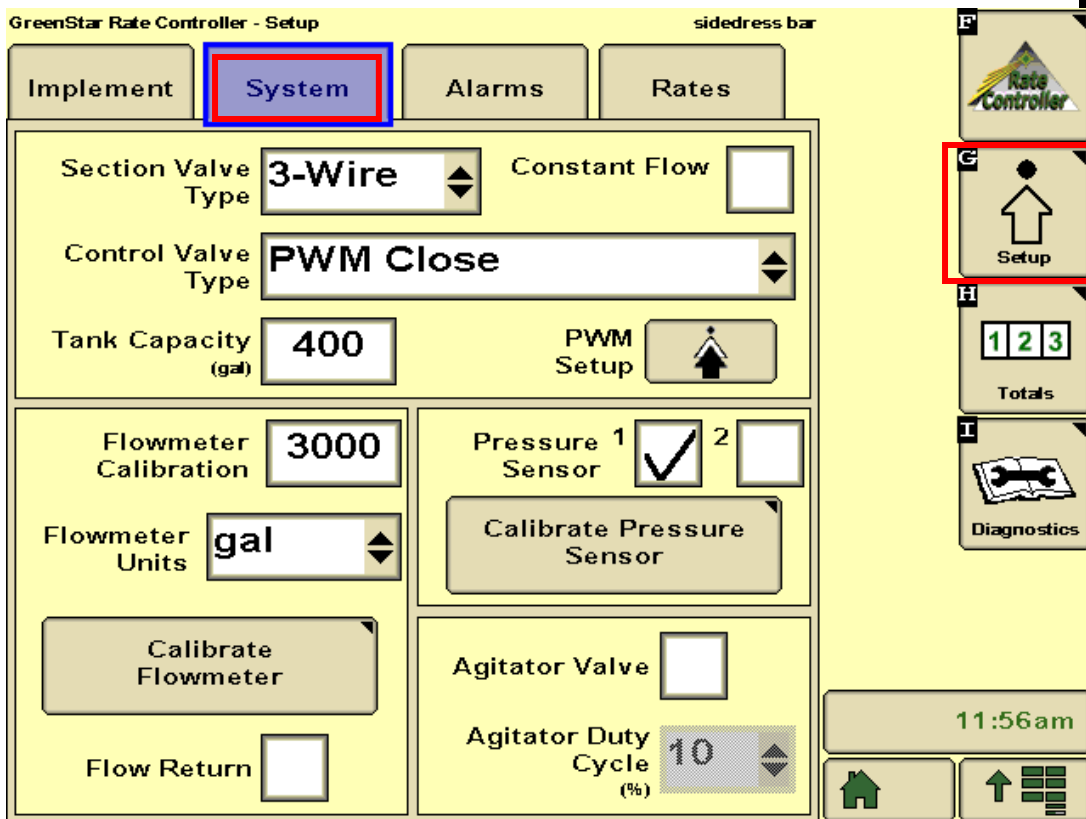 GreenStar Rate Controller - Setup
sidedress bar
Implement
System
Alarms
Rates
Section Valve
Type
3-Wire
Constant Flow
Control Valve
Type
PWM Close
Tank Capacity
(gal)
400
PWM
Setup
Flowmeter
Calibration
3000
Flowmeter
Units
gal
Calibrate
Flowmeter
Flow Return
Pressure
Sensor
1
2
Calibrate Pressure
Sensor
Agitator Valve
Agitator Duty
Cycle
(%)
10
F
Rate
Controller
G
Setup
H
1 2 3
Totals
I
Diagnostics
11:56am